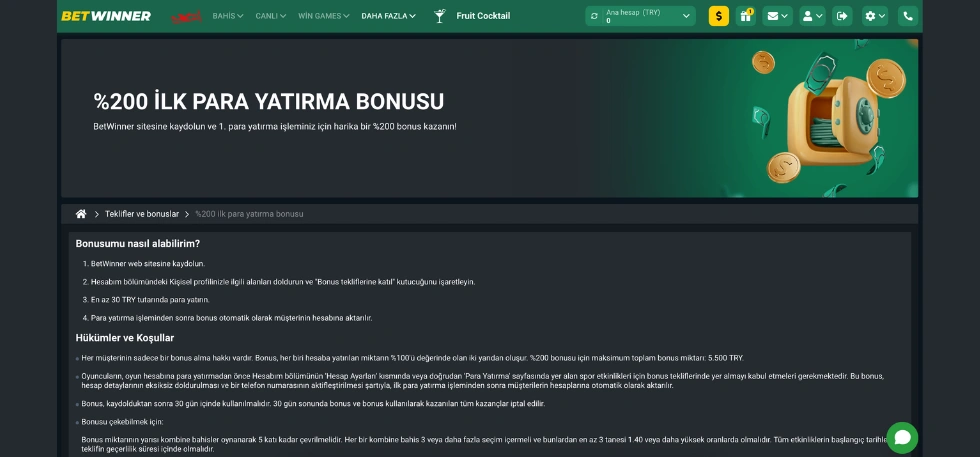 BETWINNER
BAHİS
CANLI
WİN GAMES
DAHA FAZLA
Fruit Cocktail
Ana hesap (TRY)
0
$
1
%200 İLK PARA YATIRMA BONUSU
BetWinner sitesine kaydolun ve 1. para yatırma işleminiz için harika bir %200 bonus kazanın!
Teklifler ve bonuslar
%200 ilk para yatırma bonusu
Bonusumu nasıl alabilirim?
1. BetWinner web sitesine kaydolun.
2. Hesabım bölümündeki Kişisel profilinizle ilgili alanları doldurun ve "Bonus tekliflerine katıl" kutucuğunu işaretleyin.
3. En az 30 TRY tutarında para yatırın.
4. Para yatırma işleminden sonra bonus otomatik olarak müşterinin hesabına aktarılır.
Hükümler ve Koşullar
Her müşterinin sadece bir bonus alma hakkı vardır. Bonus, her biri hesaba yatırılan miktarın %100'ü değerinde olan iki yarıdan oluşur. %200 bonusu için maksimum toplam bonus miktarı: 5.500 TRY.
Oyuncuların, oyun hesabına para yatırmadan önce Hesabım bölümünün 'Hesap Ayarları' kısmında veya doğrudan 'Para Yatırma' sayfasında yer alan spor etkinlikleri için bonus tekliflerinde yer almayı kabul etmeleri gerekmektedir. Bu bonus,
hesap detaylarının eksiksiz doldurulması ve bir telefon numarasının aktifleştirilmesi şartıyla, ilk para yatırma işleminden sonra müşterilerin hesaplarına otomatik olarak aktarılır.
Bonus, kaydolduktan sonra 30 gün içinde kullanılmalıdır. 30 gün sonunda bonus ve bonus kullanılarak kazanılan tüm kazançlar iptal edilir.
Bonusu çekebilmek için:
Bonus miktarının yarısı kombine bahisler oynanarak 5 katı kadar çevrilmelidir. Her bir kombine bahis 3 veya daha fazla seçim içermeli ve bunlardan en az 3 tanesi 1.40 veya daha yüksek oranlarda olmalıdır. Tüm etkinliklerin başlangıç
teklifin geçerlilik süresi içinde olmalıdır.